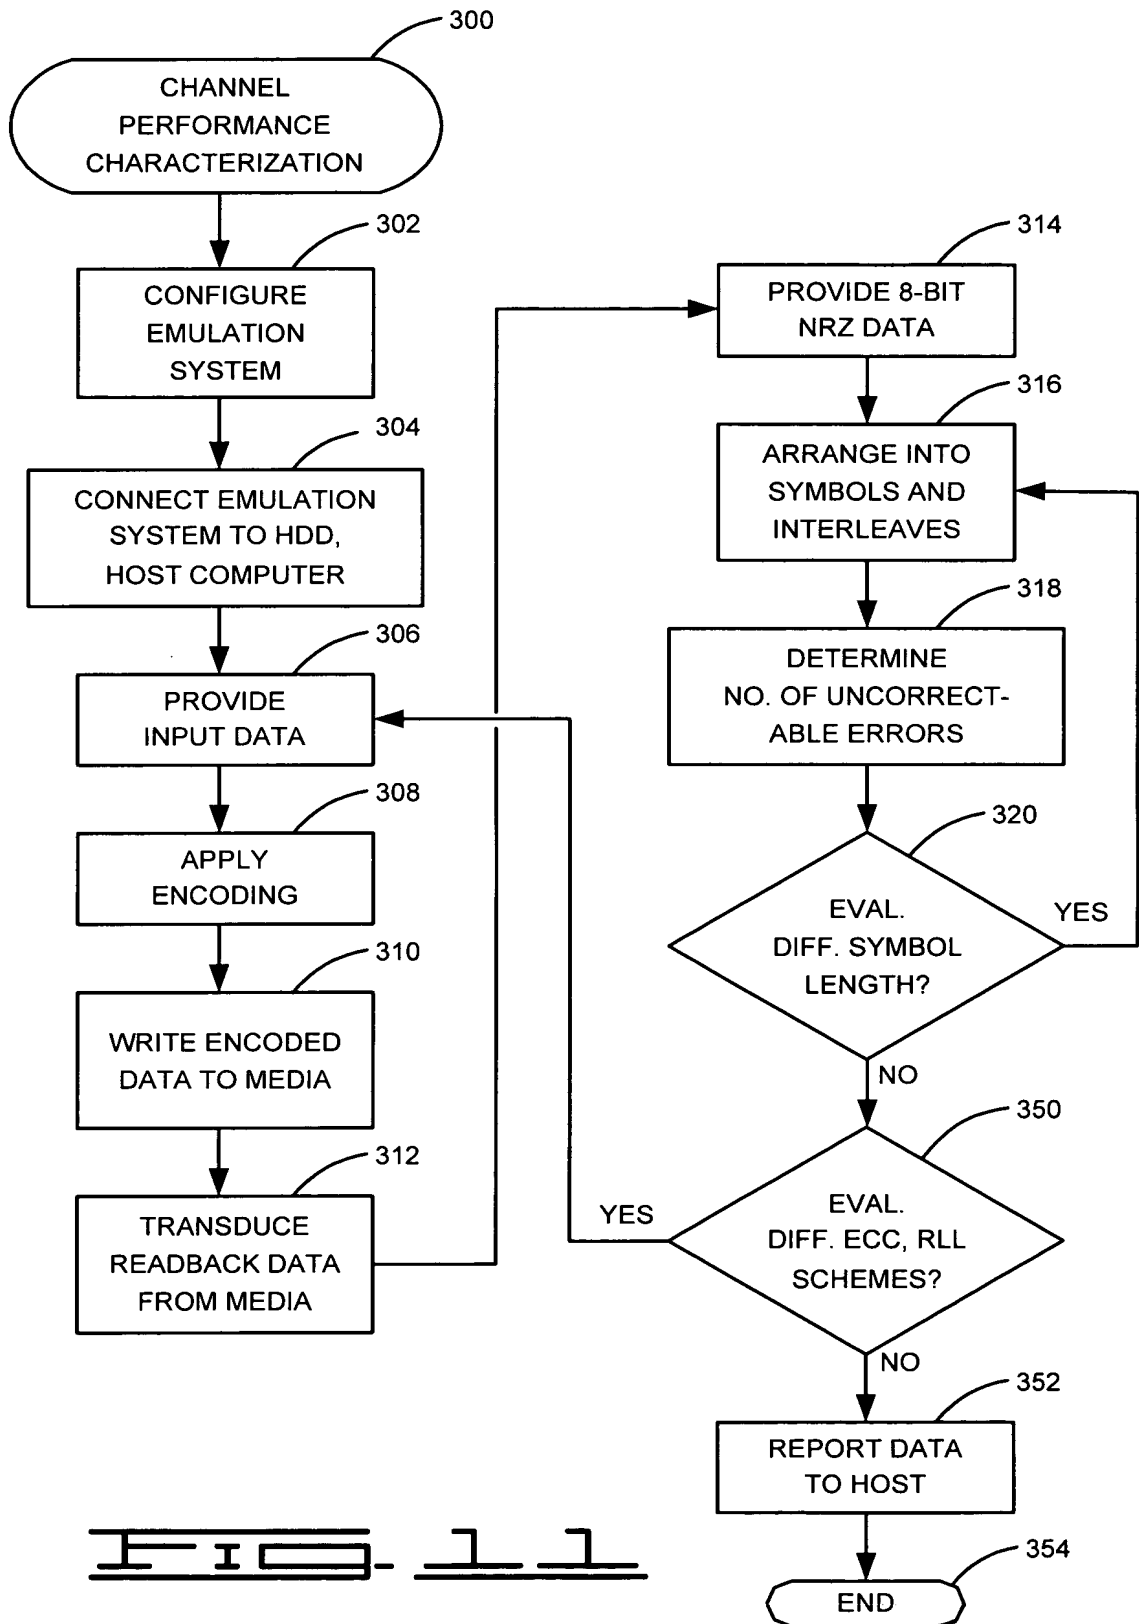 300
CHANNEL
PERFORMANCE
CHARACTERIZATION
302
CONFIGURE
EMULATION
SYSTEM
304
CONNECT EMULATION
SYSTEM TO HDD,
HOST COMPUTER
306
PROVIDE
INPUT DATA
308
APPLY
ENCODING
310
WRITE ENCODED
DATA TO MEDIA
312
TRANSDUCE
READBACK DATA
FROM MEDIA
314
PROVIDE 8-BIT
NRZ DATA
316
ARRANGE INTO
SYMBOLS AND
INTERLEAVES
318
DETERMINE
NO. OF UNCORRECT-
ABLE ERRORS
320
EVAL.
DIFF. SYMBOL
LENGTH?
YES
NO
350
EVAL.
DIFF. ECC, RLL
SCHEMES?
YES
NO
352
REPORT DATA
TO HOST
354
END
FIG. 11